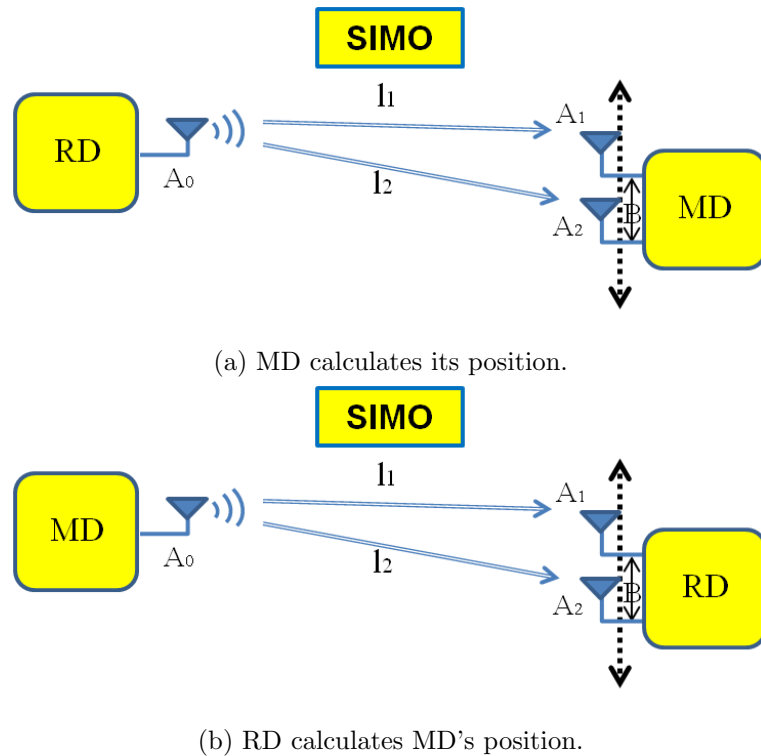 SIMO
l1
A1
RD
A0
l2
B
MD
A2
(a) MD calculates its position.
SIMO
l1
A1
MD
A0
l2
B
RD
A2
(b) RD calculates MD's position.